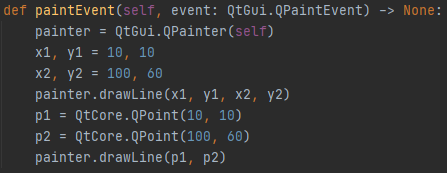 def paintEvent(self, event: QtGui.QPaintEvent) -> None:
    painter = QtGui.QPainter(self)
    x1, y1 = 10, 10
    x2, y2 = 100, 60
    painter.drawLine(x1, y1, x2, y2)
    p1 = QtCore.QPoint(10, 10)
    p2 = QtCore.QPoint(100, 60)
    painter.drawLine(p1, p2)